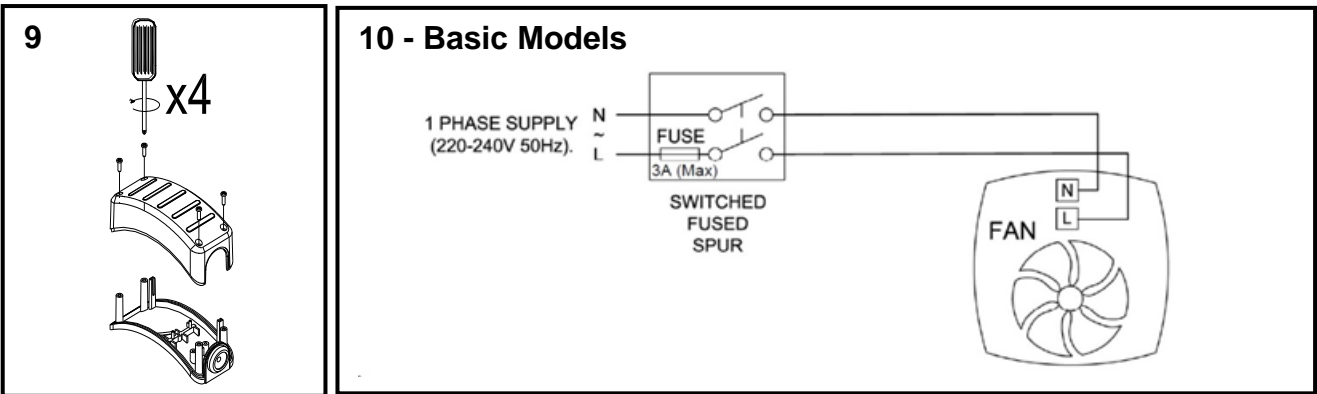 9
x4
10 - Basic Models
1 PHASE SUPPLY
(220-240V 50Hz).
N
~
L
FUSE
3A (Max)
SWITCHED
FUSED
SPUR
N
L
FAN